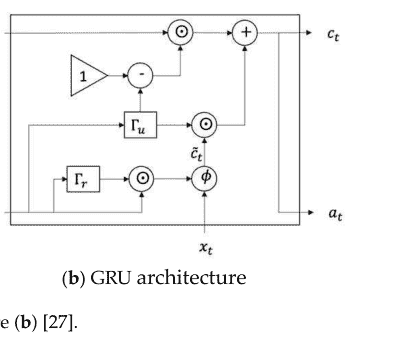 ⊙ + c_t
1 -
Γ_u ⊙
c̃_t
Γ_r ⊙ ϕ
a_t
x_t
(b) GRU architecture
e (b) [27].